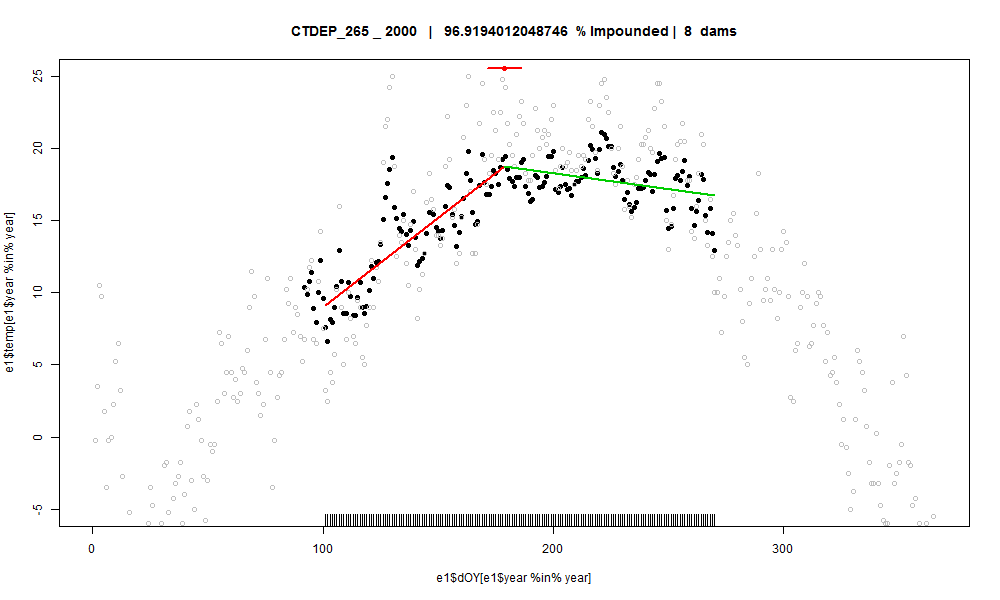 CTDEP_265 _ 2000 | 96.9194012048746 % Impounded | 8 dams
e1$temp[e1$year %in% year]
25
20
15
10
5
0
-5
0 100 200 300
e1$dOY[e1$year %in% year]